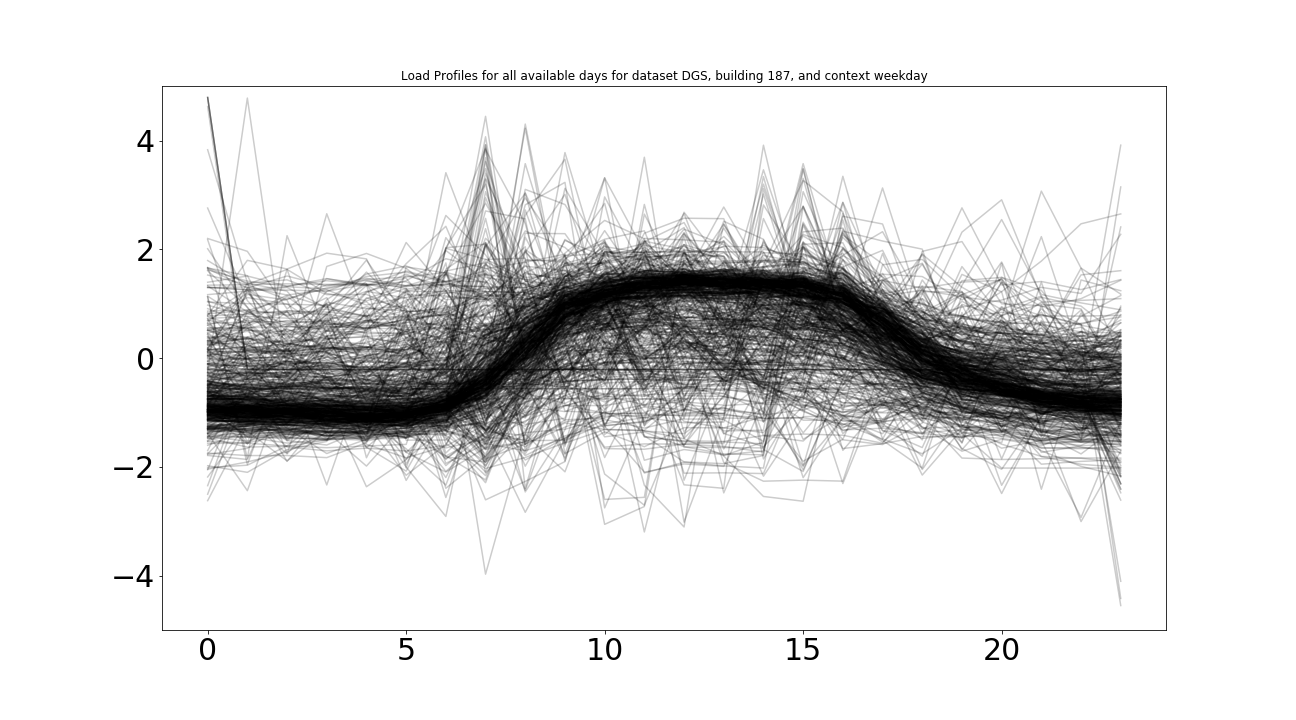 Load Profiles for all available days for dataset DGS, building 187, and context weekday
4
2
0
−2
−4
0 5 10 15 20